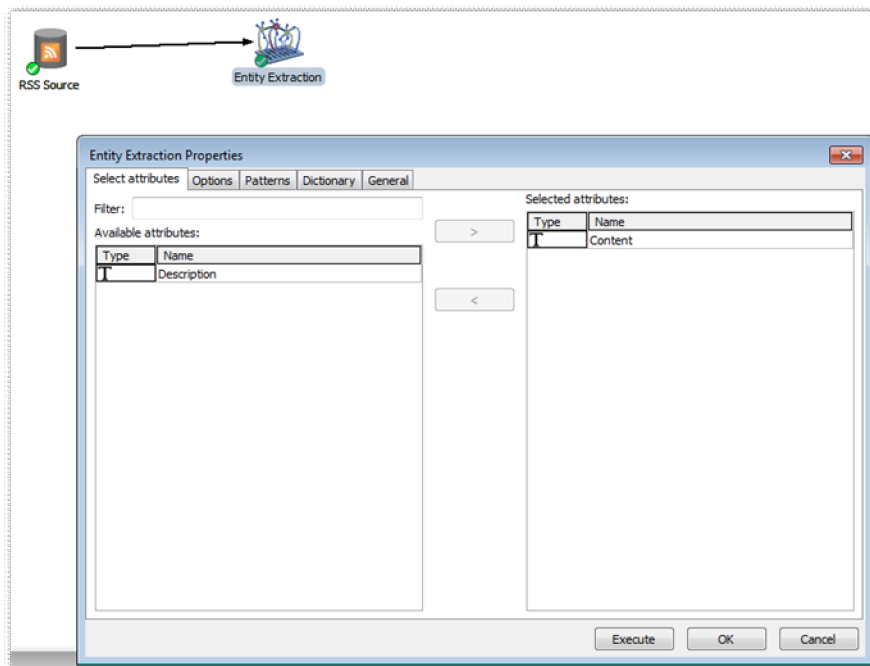 RSS Source
Entity Extraction
Entity Extraction Properties
Select attributes Options Patterns Dictionary General
Filter:
Available attributes:
Type Name
T Description
>
<
Selected attributes:
Type Name
T Content
Execute OK Cancel